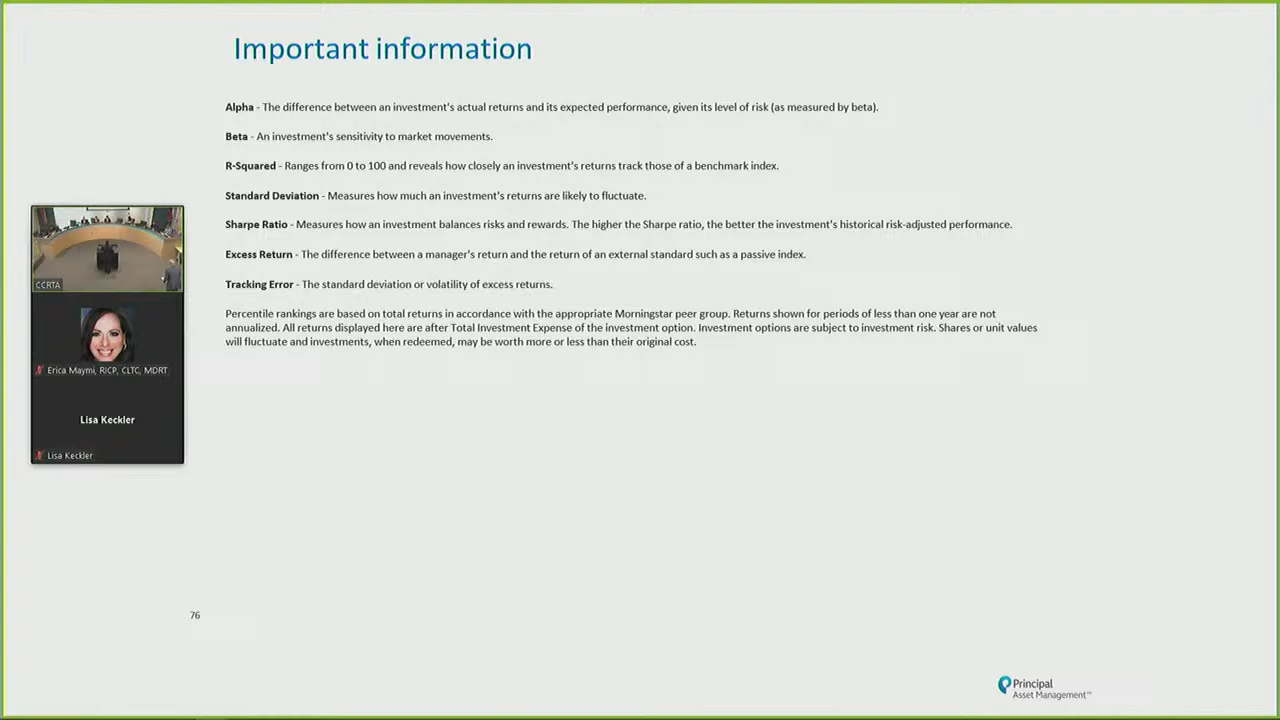 Important information
Alpha - The difference between an investment's actual returns and its expected performance, given its level of risk (as measured by beta).
Beta - An investment's sensitivity to market movements.
R-Squared - Ranges from 0 to 100 and reveals how closely an investment's returns track those of a benchmark index.
Standard Deviation - Measures how much an investment's returns are likely to fluctuate.
Sharpe Ratio - Measures how an investment balances risks and rewards. The higher the Sharpe ratio, the better the investment's historical risk-adjusted performance.
Excess Return - The difference between a manager's return and the return of an external standard such as a passive index.
Tracking Error - The standard deviation or volatility of excess returns.
Percentile rankings are based on total returns in accordance with the appropriate Morningstar peer group. Returns shown for periods of less than one year are not
annualized. All returns displayed here are after Total Investment Expense of the investment option. Investment options are subject to investment risk. Shares or unit values
will fluctuate and investments, when redeemed, may be worth more or less than their original cost.
CCRTA
Erica Maymi, RICP, CLTC, MDRT
Lisa Keckler
Lisa Keckler
76
Principal
Asset Management™